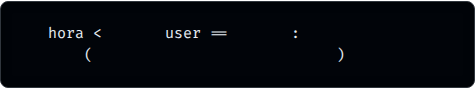 hora < user == :
( )